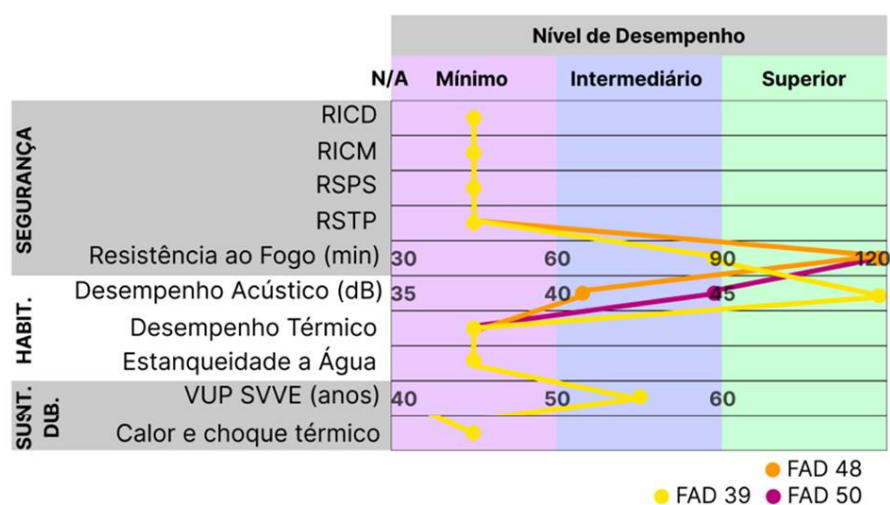 Nível de Desempenho
N/A Mínimo Intermediário Superior
SEGURANÇA
RICD
RICM
RSPS
RSTP
Resistência ao Fogo (min) 30 60 90 120
HABIT.
Desempenho Acústico (dB) 35 40 45
Desempenho Térmico
Estanqueidade a Água
SUNT.
DIB.
VUP SVVE (anos) 40 50 60
Calor e choque térmico
FAD 48
FAD 39 FAD 50